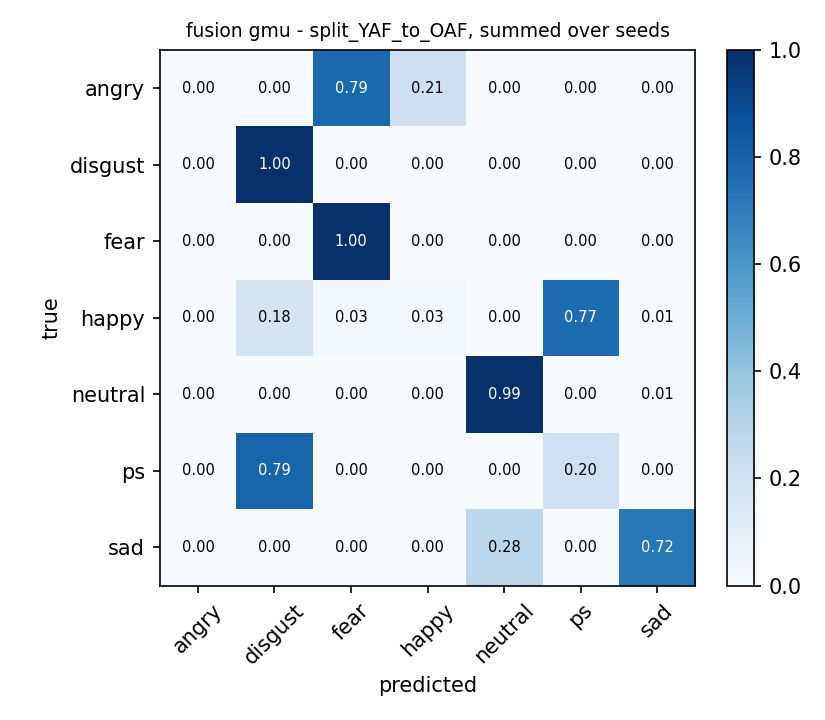 fusion gmu - split_YAF_to_OAF, summed over seeds
true
angry 0.00 0.00 0.79 0.21 0.00 0.00 0.00
disgust 0.00 1.00 0.00 0.00 0.00 0.00 0.00
fear 0.00 0.00 1.00 0.00 0.00 0.00 0.00
happy 0.00 0.18 0.03 0.03 0.00 0.77 0.01
neutral 0.00 0.00 0.00 0.00 0.99 0.00 0.01
ps 0.00 0.79 0.00 0.00 0.00 0.20 0.00
sad 0.00 0.00 0.00 0.00 0.28 0.00 0.72
angry disgust fear happy neutral ps sad
predicted
1.0
0.8
0.6
0.4
0.2
0.0